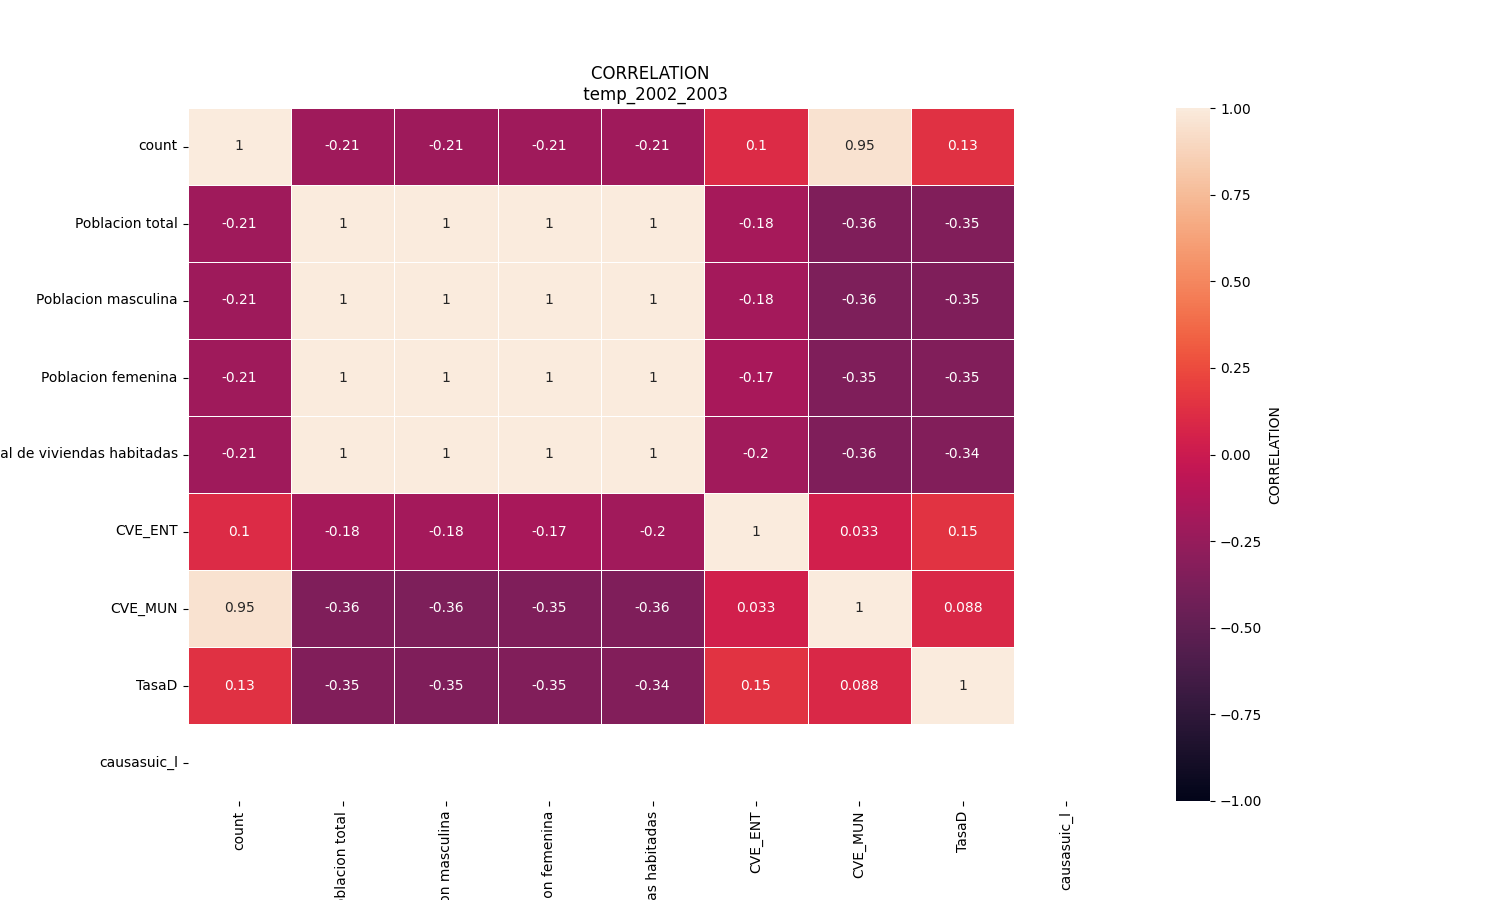 CORRELATION
temp_2002_2003
count 1 -0.21 -0.21 -0.21 -0.21 0.1 0.95 0.13
Poblacion total -0.21 1 1 1 1 -0.18 -0.36 -0.35
Poblacion masculina -0.21 1 1 1 1 -0.18 -0.36 -0.35
Poblacion femenina -0.21 1 1 1 1 -0.17 -0.35 -0.35
al de viviendas habitadas -0.21 1 1 1 1 -0.2 -0.36 -0.34
CVE_ENT 0.1 -0.18 -0.18 -0.17 -0.2 1 0.033 0.15
CVE_MUN 0.95 -0.36 -0.36 -0.35 -0.36 0.033 1 0.088
TasaD 0.13 -0.35 -0.35 -0.35 -0.34 0.15 0.088 1
causasuic_l
count
oblacion total
on masculina
on femenina
as habitadas
CVE_ENT
CVE_MUN
TasaD
causasuic_l
1.00
0.75
0.50
0.25
0.00
−0.25
−0.50
−0.75
−1.00
CORRELATION